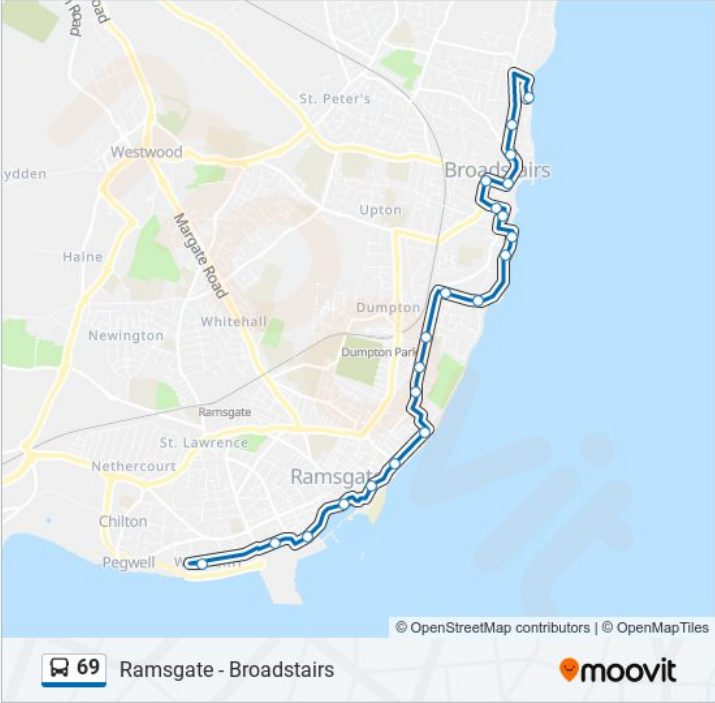 Road
n Road
St. Peter's
Westwood
Broadstairs
ydden
Upton
Margate Road
Haine
Dumpton
Whitehall
Newington
Dumpton Park
Ramsgate
St. Lawrence
Nethercourt
Ramsgate
Chilton
Pegwell
© OpenStreetMap contributors | © OpenMapTiles
69 Ramsgate - Broadstairs
moovit